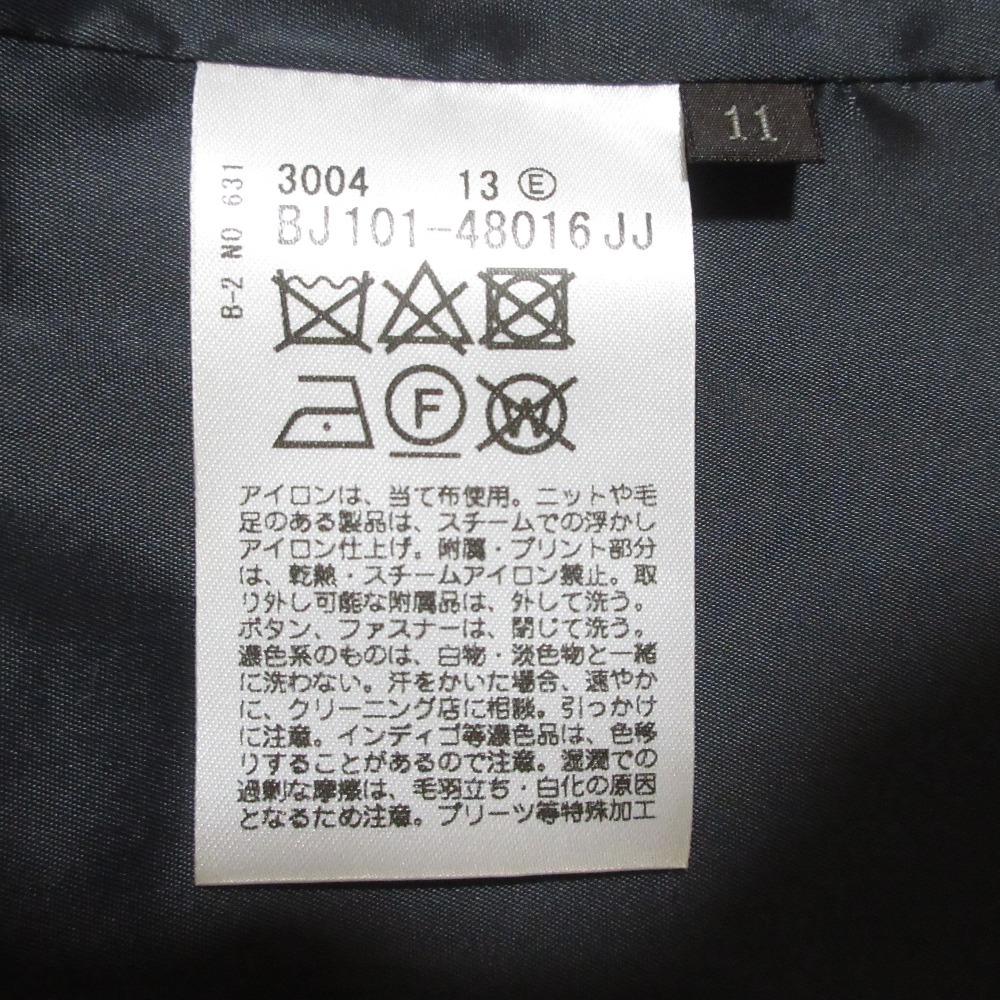 11
3004 13 Ⓔ
BJ101-48016JJ
B-2 NO 631
F
W
アイロンは、当て布使用。ニットや毛
足のある製品は、スチームでの浮かし
アイロン仕上げ。附属・プリント部分
は、乾熱・スチームアイロン禁止。取
り外し可能な附属品は、外して洗う。
ボタン、ファスナーは、閉じて洗う。
濃色系のものは、白物・淡色物と一緒
に洗わない。汗をかいた場合、速やか
に、クリーニング店に相談。引っかけ
に注意。インディゴ等濃色品は、色移
りすることがあるので注意。湿潤での
過剰な摩擦は、毛羽立ち・白化の原因
となるため注意。プリーツ等特殊加工